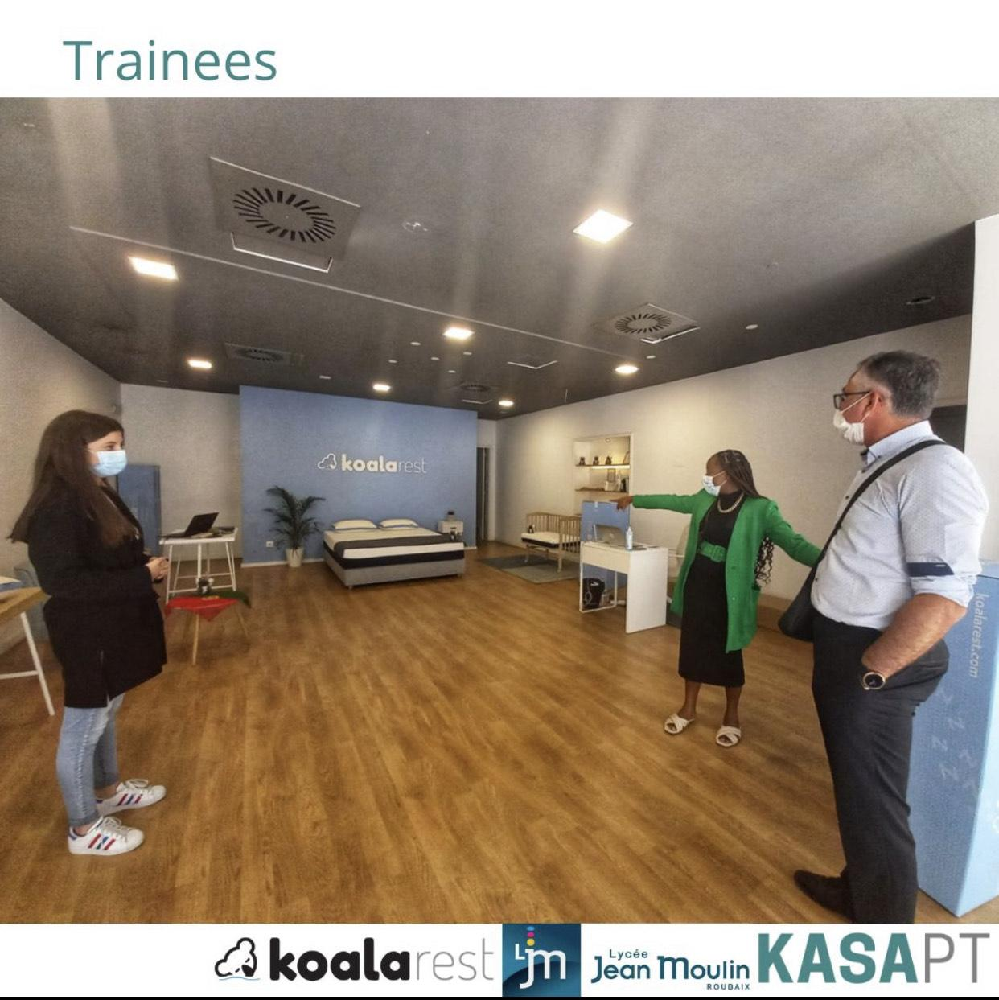 Trainees
koalarest
koalarest.com
z z z
koalarest
Ljm
Lycée
Jean Moulin
ROUBAIX
KASAPT